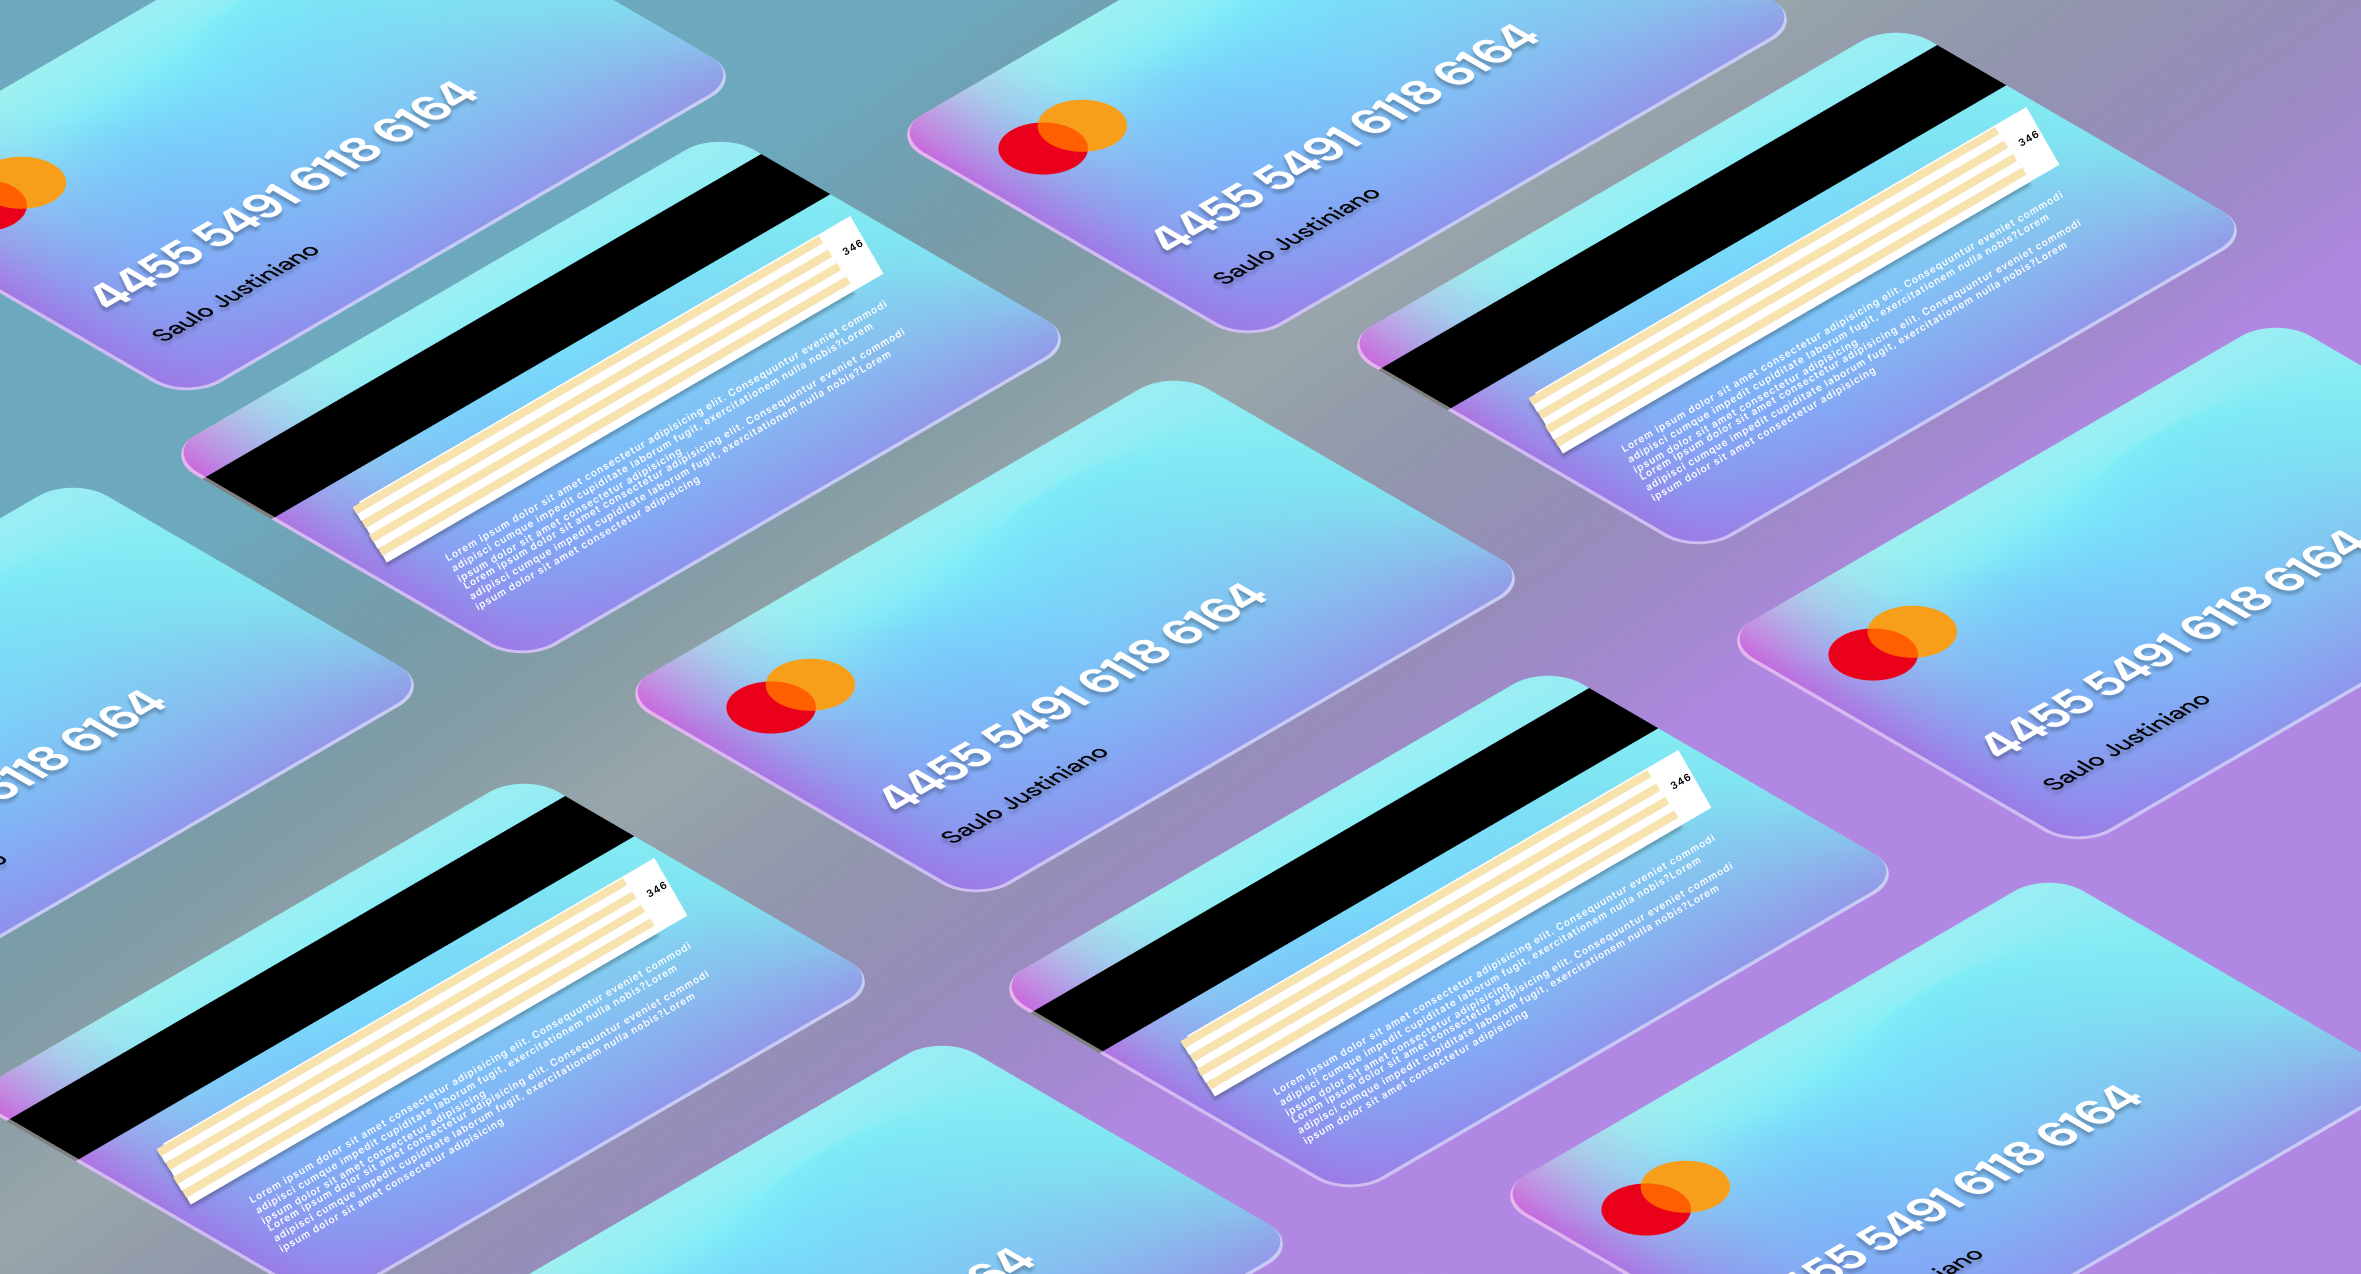 4455 5491 6118 6164
Saulo Justiniano
4455 5491 6118 6164
Saulo Justiniano
346
Lorem ipsum dolor sit amet consectetur adipisicing elit. Consequuntur eveniet commodi
adipisci cumque impedit cupiditate laborum fugit, exercitationem nulla nobis?Lorem
ipsum dolor sit amet consectetur adipisicing
Lorem ipsum dolor sit amet consectetur adipisicing elit. Consequuntur eveniet commodi
adipisci cumque impedit cupiditate laborum fugit, exercitationem nulla nobis?Lorem
ipsum dolor sit amet consectetur adipisicing
346
Lorem ipsum dolor sit amet consectetur adipisicing elit. Consequuntur eveniet commodi
adipisci cumque impedit cupiditate laborum fugit, exercitationem nulla nobis?Lorem
ipsum dolor sit amet consectetur adipisicing
Lorem ipsum dolor sit amet consectetur adipisicing elit. Consequuntur eveniet commodi
adipisci cumque impedit cupiditate laborum fugit, exercitationem nulla nobis?Lorem
ipsum dolor sit amet consectetur adipisicing
6118 6164
4455 5491 6118 6164
Saulo Justiniano
4455 5491 6118 6164
Saulo Justiniano
346
Lorem ipsum dolor sit amet consectetur adipisicing elit. Consequuntur eveniet commodi
adipisci cumque impedit cupiditate laborum fugit, exercitationem nulla nobis?Lorem
ipsum dolor sit amet consectetur adipisicing
Lorem ipsum dolor sit amet consectetur adipisicing elit. Consequuntur eveniet commodi
adipisci cumque impedit cupiditate laborum fugit, exercitationem nulla nobis?Lorem
ipsum dolor sit amet consectetur adipisicing
346
Lorem ipsum dolor sit amet consectetur adipisicing elit. Consequuntur eveniet commodi
adipisci cumque impedit cupiditate laborum fugit, exercitationem nulla nobis?Lorem
ipsum dolor sit amet consectetur adipisicing
Lorem ipsum dolor sit amet consectetur adipisicing elit. Consequuntur eveniet commodi
adipisci cumque impedit cupiditate laborum fugit, exercitationem nulla nobis?Lorem
ipsum dolor sit amet consectetur adipisicing
64
55 5491 6118 6164
iano